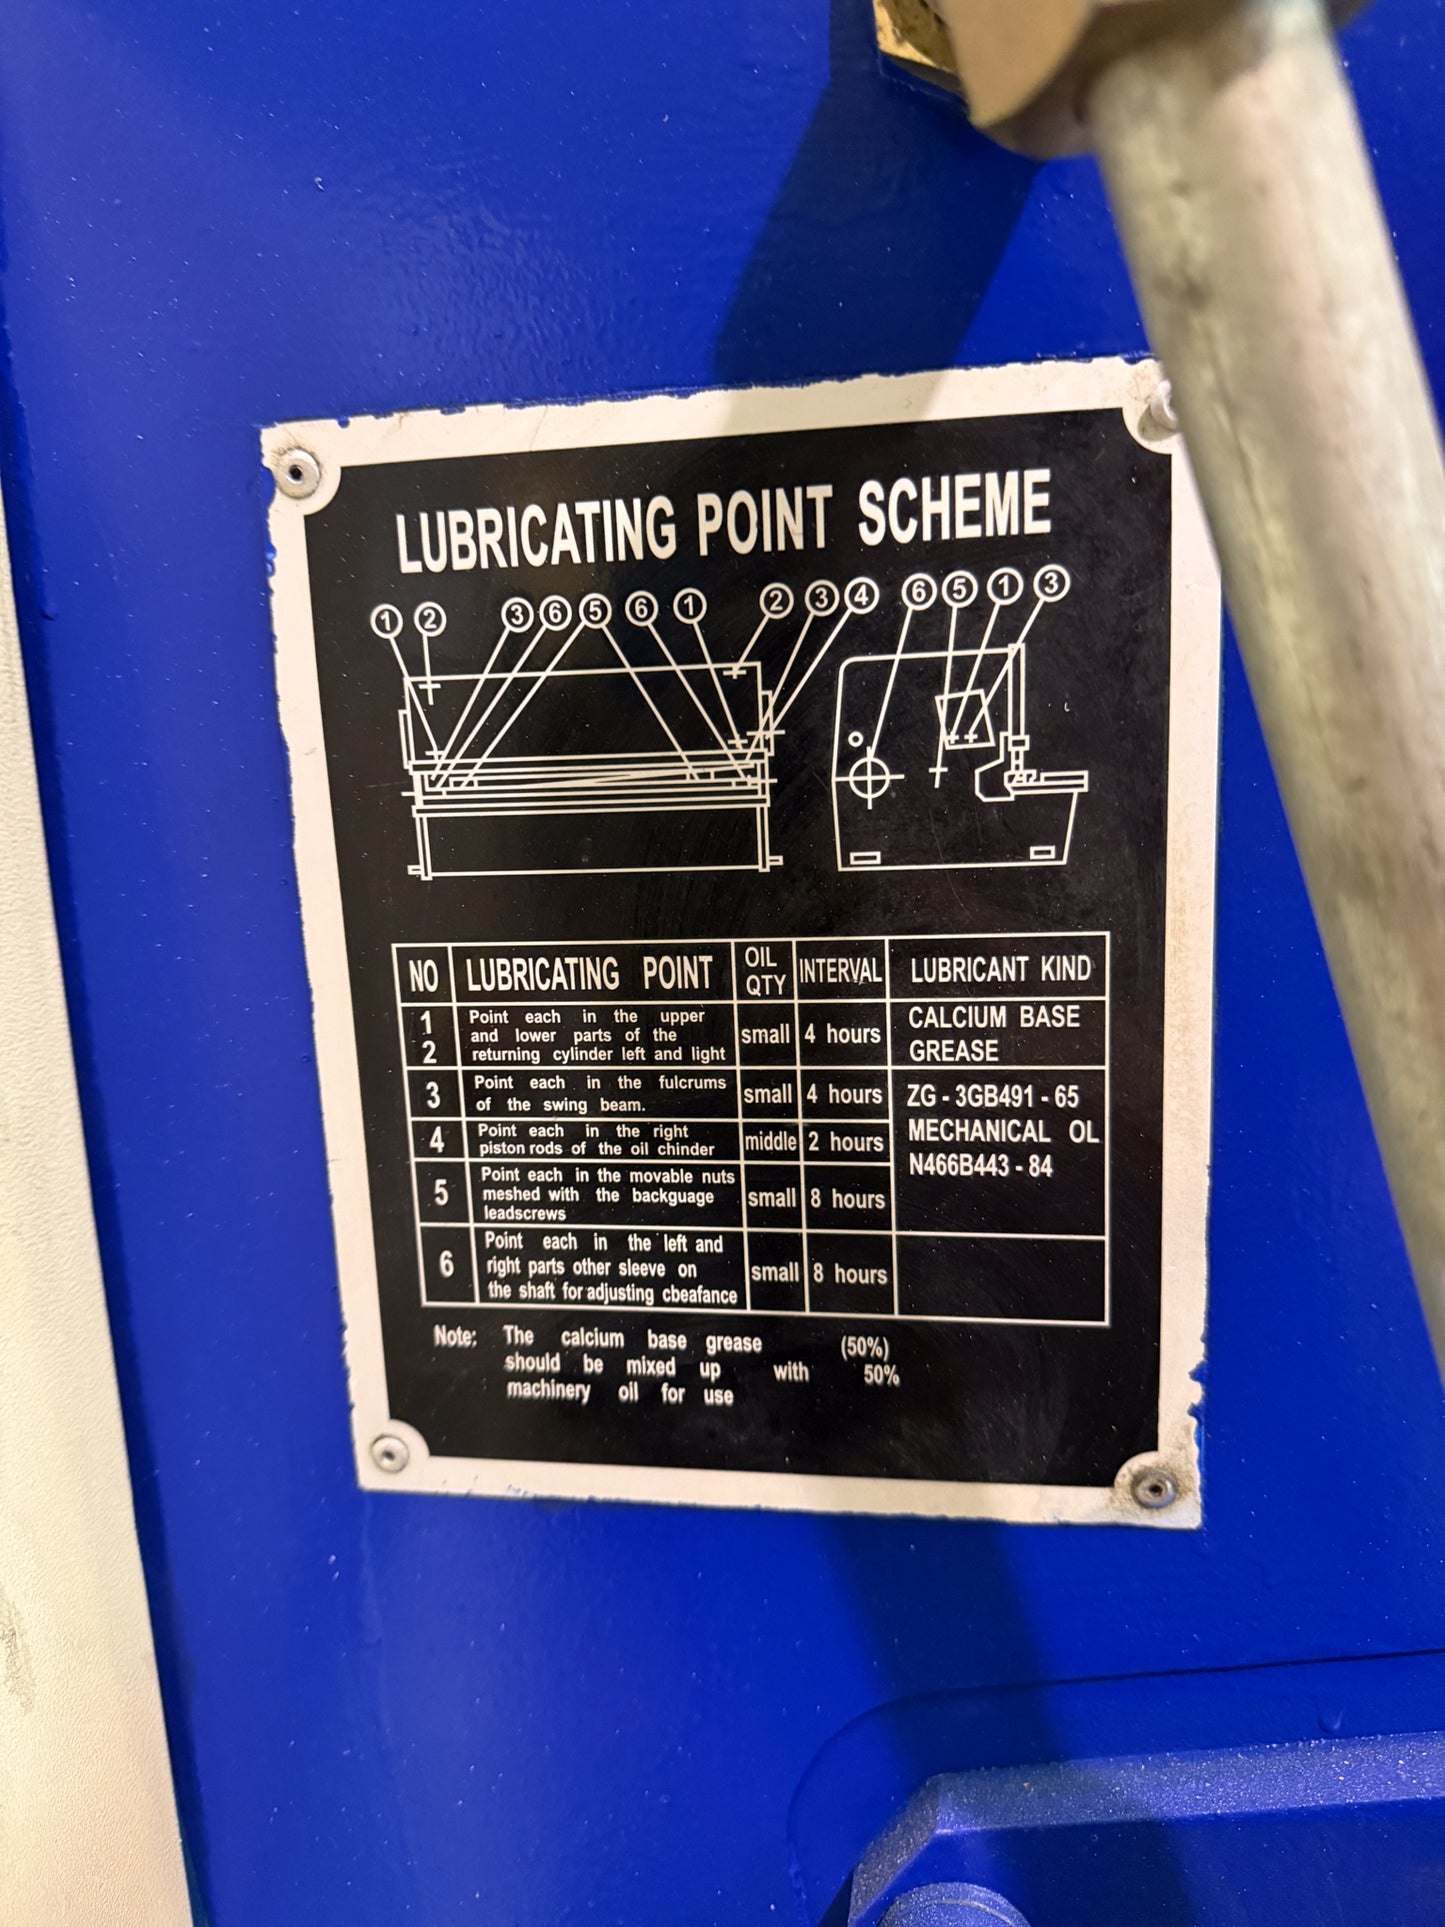 LUBRICATING POINT SCHEME
1 2 3 6 5 6 1 2 3 4 6 5 1 3
NO LUBRICATING POINT OIL QTY INTERVAL LUBRICANT KIND
1 2 Point each in the upper
and lower parts of the
returning cylinder left and light
small 4 hours
CALCIUM BASE
GREASE
3 Point each in the fulcrums
of the swing beam.
small 4 hours
ZG - 3GB491 - 65
MECHANICAL OL
N466B443 - 84
4 Point each in the right
piston rods of the oil chinder
middle 2 hours
5 Point each in the movable nuts
meshed with the backguage
leadscrews
small 8 hours
6 Point each in the left and
right parts other sleeve on
the shaft for adjusting cbeafance
small 8 hours
Note: The calcium base grease (50%)
should be mixed up with 50%
machinery oil for use